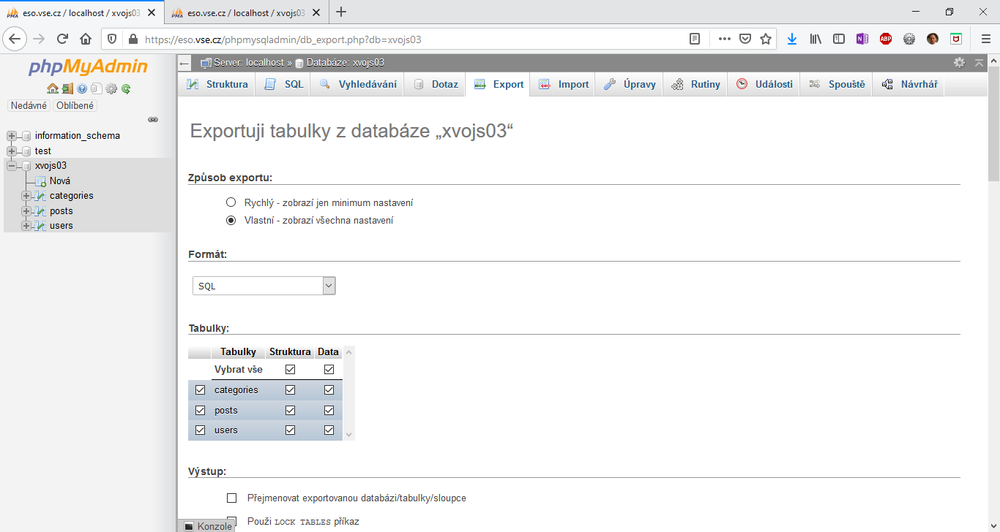 eso.vse.cz / localhost / xvojs03
eso.vse.cz / localhost / xvojs03
https://eso.vse.cz/phpmysqladmin/db_export.php?db=xvojs03
phpMyAdmin
Nedávné Oblíbené
information_schema
test
xvojs03
Nová
categories
posts
users
Server: localhost » Databáze: xvojs03
Struktura SQL Vyhledávání Dotaz Export Import Úpravy Rutiny Události Spouště Návrhář
Exportuji tabulky z databáze „xvojs03“
Způsob exportu:
Rychlý - zobrazí jen minimum nastavení
Vlastní - zobrazí všechna nastavení
Formát:
SQL
Tabulky:
Tabulky Struktura Data
Vybrat vše
categories
posts
users
Výstup:
Přejmenovat exportovanou databázi/tabulky/sloupce
Použi LOCK TABLES příkaz
Konzole